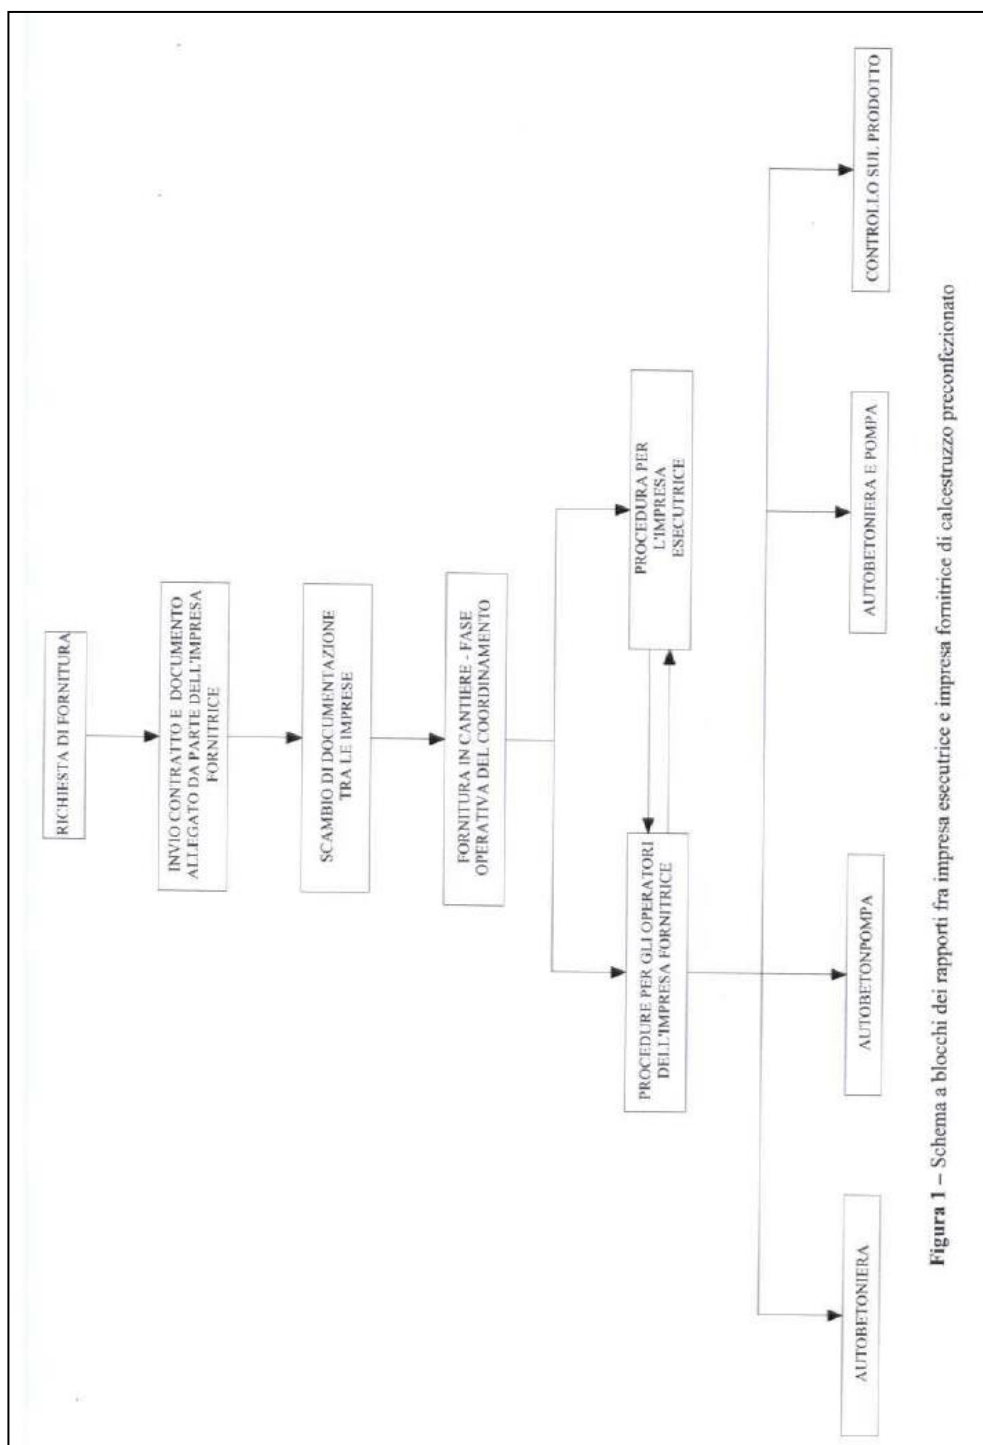 RICHIESTA DI FORNITURA
INVIO CONTRATTO E DOCUMENTO
ALLEGATO DA PARTE DELL'IMPRESA
FORNITRICE
SCAMBIO DI DOCUMENTAZIONE
TRA LE IMPRESE
FORNITURA IN CANTIERE - FASE
OPERATIVA DEL COORDINAMENTO
PROCEDURE PER GLI OPERATORI
DELL'IMPRESA FORNITRICE
PROCEDURA PER
L'IMPRESA
ESECUTRICE
AUTOBETONIERA
AUTOBETONPOMPA
AUTOBETONIERA E POMPA
CONTROLLO SUL PRODOTTO
Figura 1 – Schema a blocchi dei rapporti fra impresa esecutrice e impresa fornitrice di calcestruzzo preconfezionato